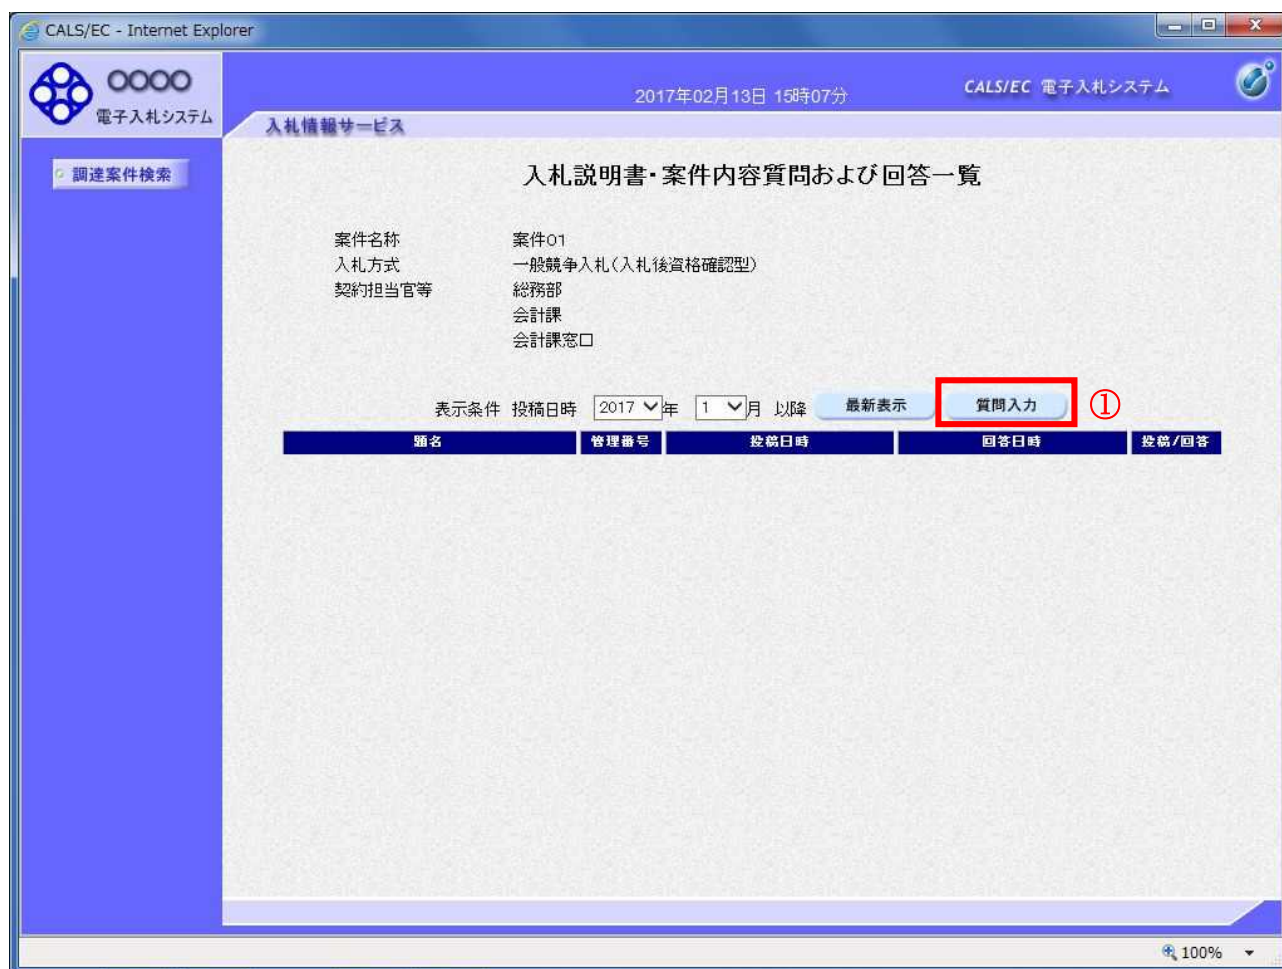 CALS/EC - Internet Explorer
○○○○
電子入札システム
2017年02月13日 15時07分
CALS/EC 電子入札システム
入札情報サービス
調達案件検索
入札説明書・案件内容質問および回答一覧
案件名称 案件01
入札方式 一般競争入札(入札後資格確認型)
契約担当官等 総務部
会計課
会計課窓口
表示条件 投稿日時 2017 年 1 月 以降 最新表示 質問入力 ①
題名 管理番号 投稿日時 回答日時 投稿/回答
100%